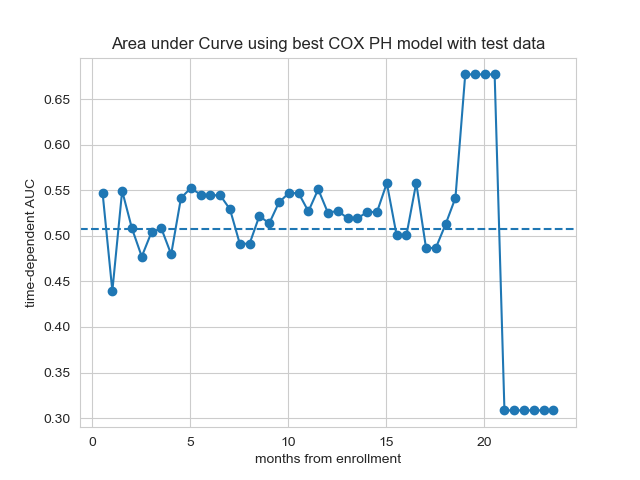 Area under Curve using best COX PH model with test data
time-dependent AUC
0.65
0.60
0.55
0.50
0.45
0.40
0.35
0.30
0 5 10 15 20
months from enrollment